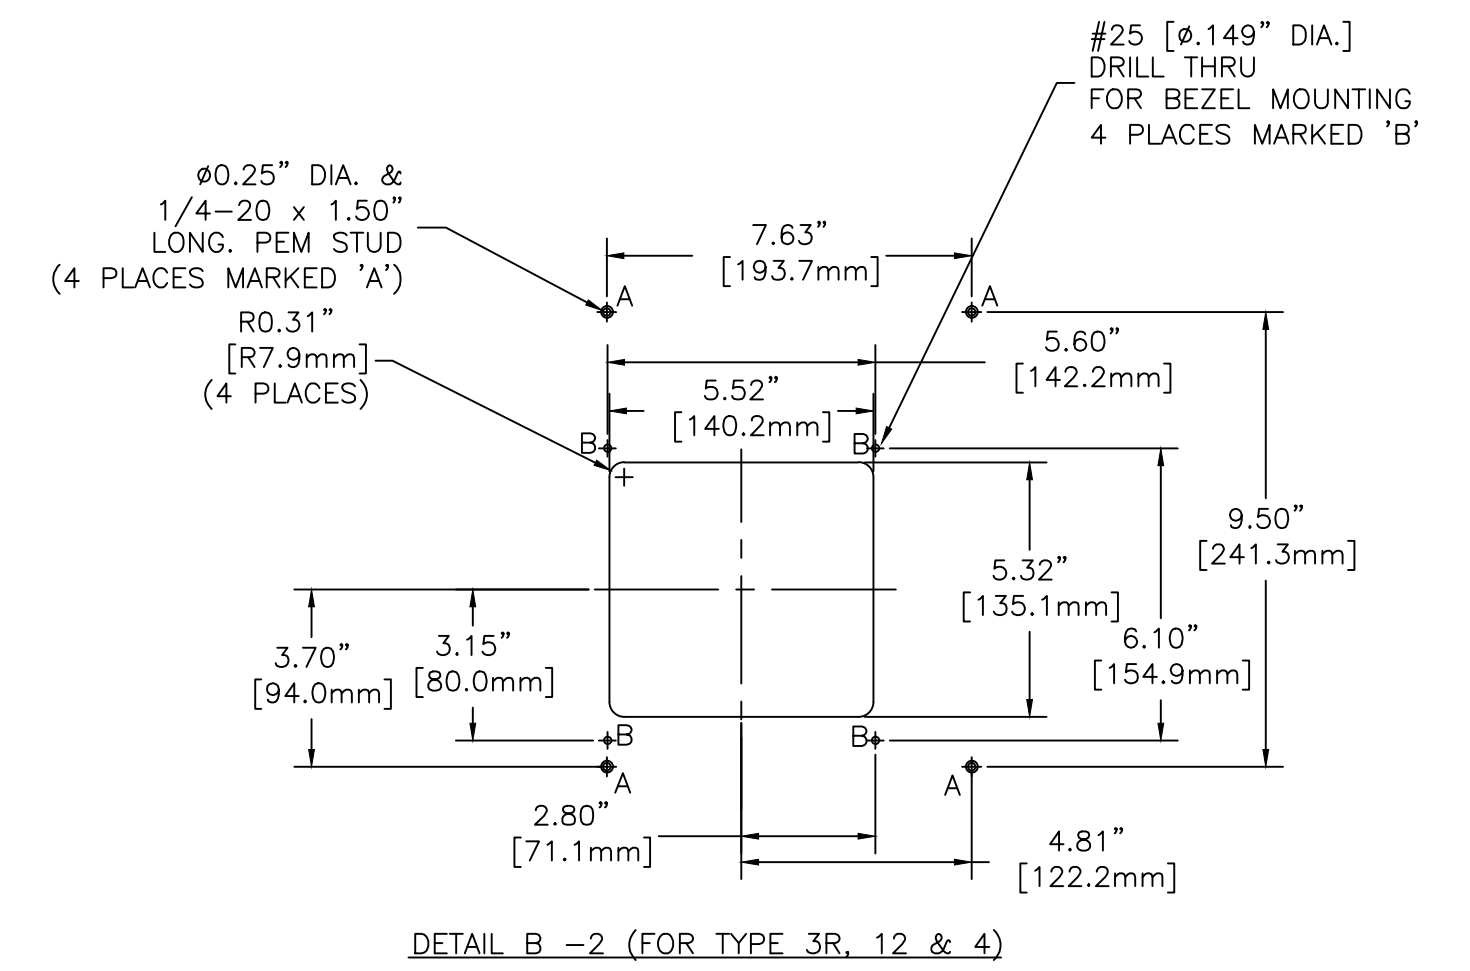 #25 [ø.149" DIA.]
DRILL THRU
FOR BEZEL MOUNTING
4 PLACES MARKED 'B'
ø0.25" DIA. &
1/4-20 x 1.50"
LONG. PEM STUD
(4 PLACES MARKED 'A')
R0.31"
[R7.9mm]
(4 PLACES)
7.63"
[193.7mm]
A
A
5.60"
[142.2mm]
5.52"
[140.2mm]
B
B
9.50"
[241.3mm]
5.32"
[135.1mm]
6.10"
[154.9mm]
3.15"
[80.0mm]
3.70"
[94.0mm]
B
B
A
A
2.80"
[71.1mm]
4.81"
[122.2mm]
DETAIL B -2 (FOR TYPE 3R, 12 & 4)